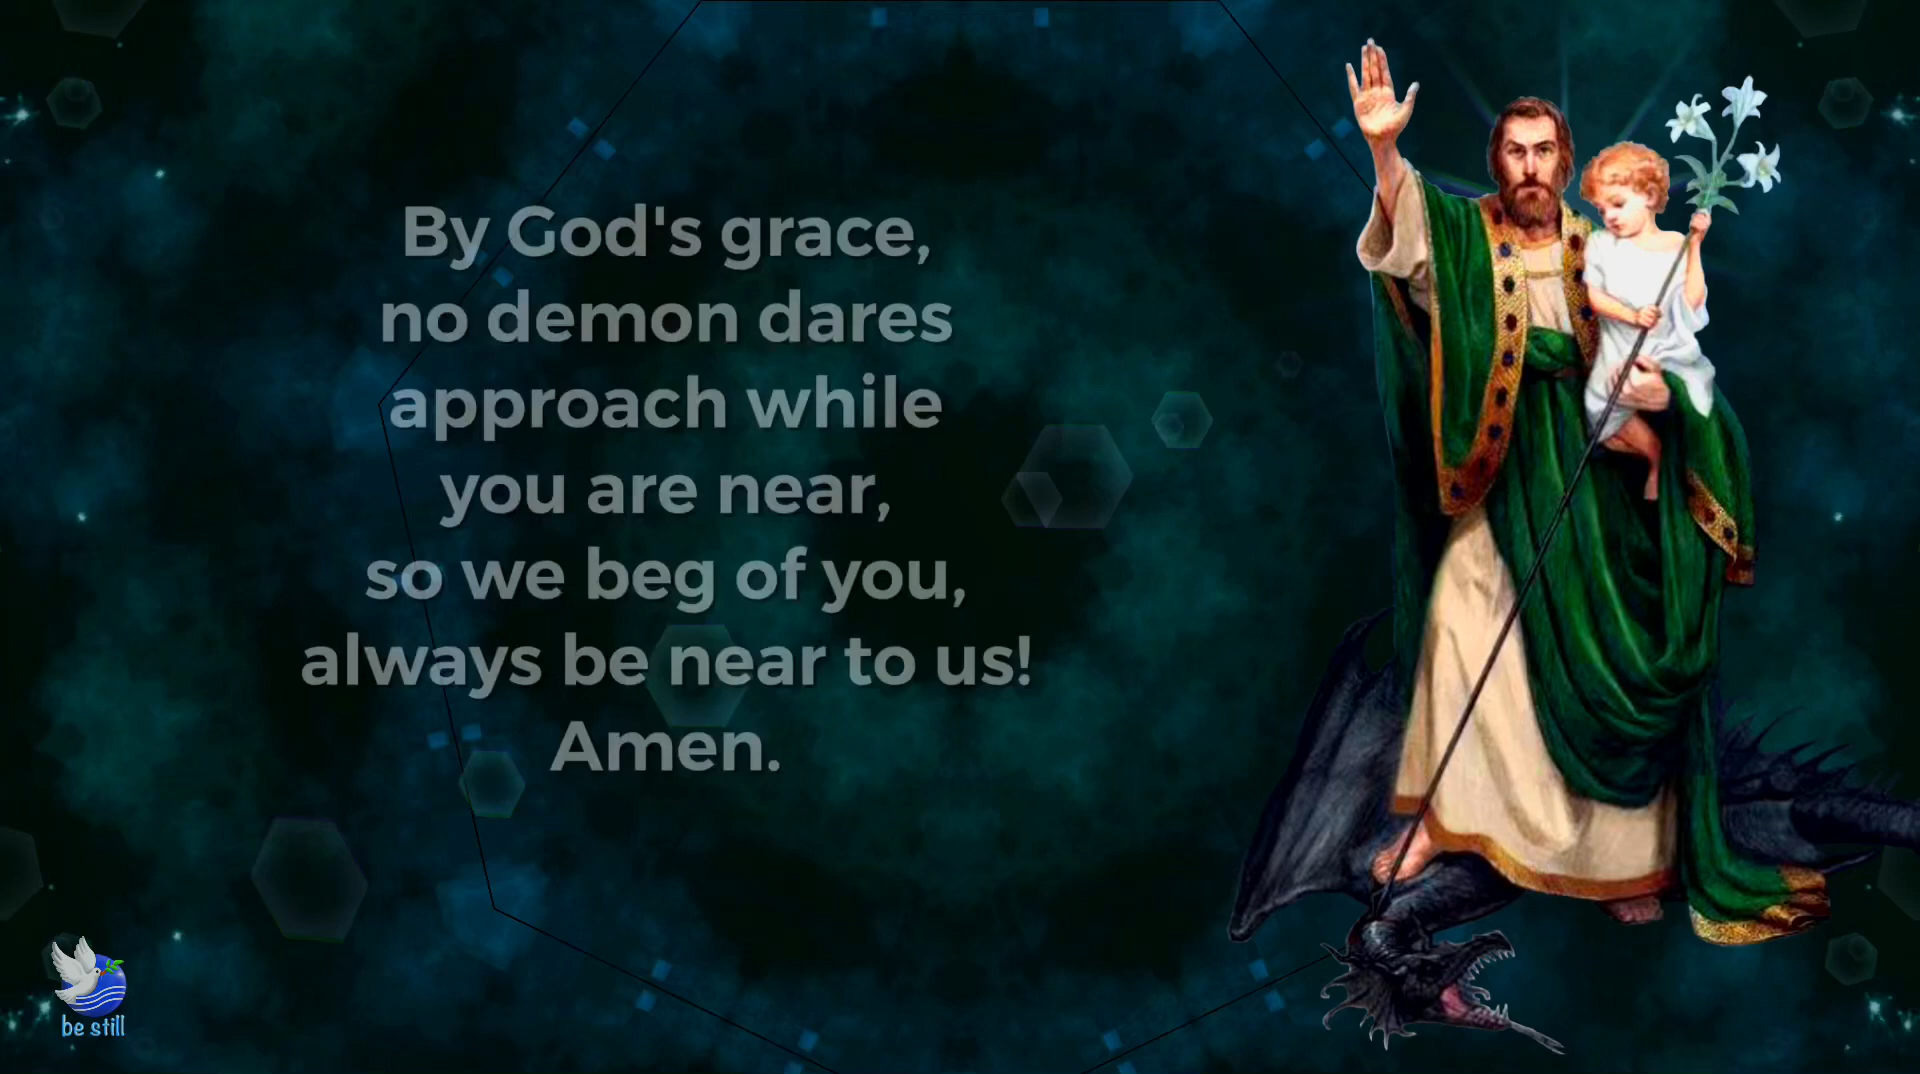 By God's grace,
no demon dares
approach while
you are near,
so we beg of you,
always be near to us!
Amen.
be still